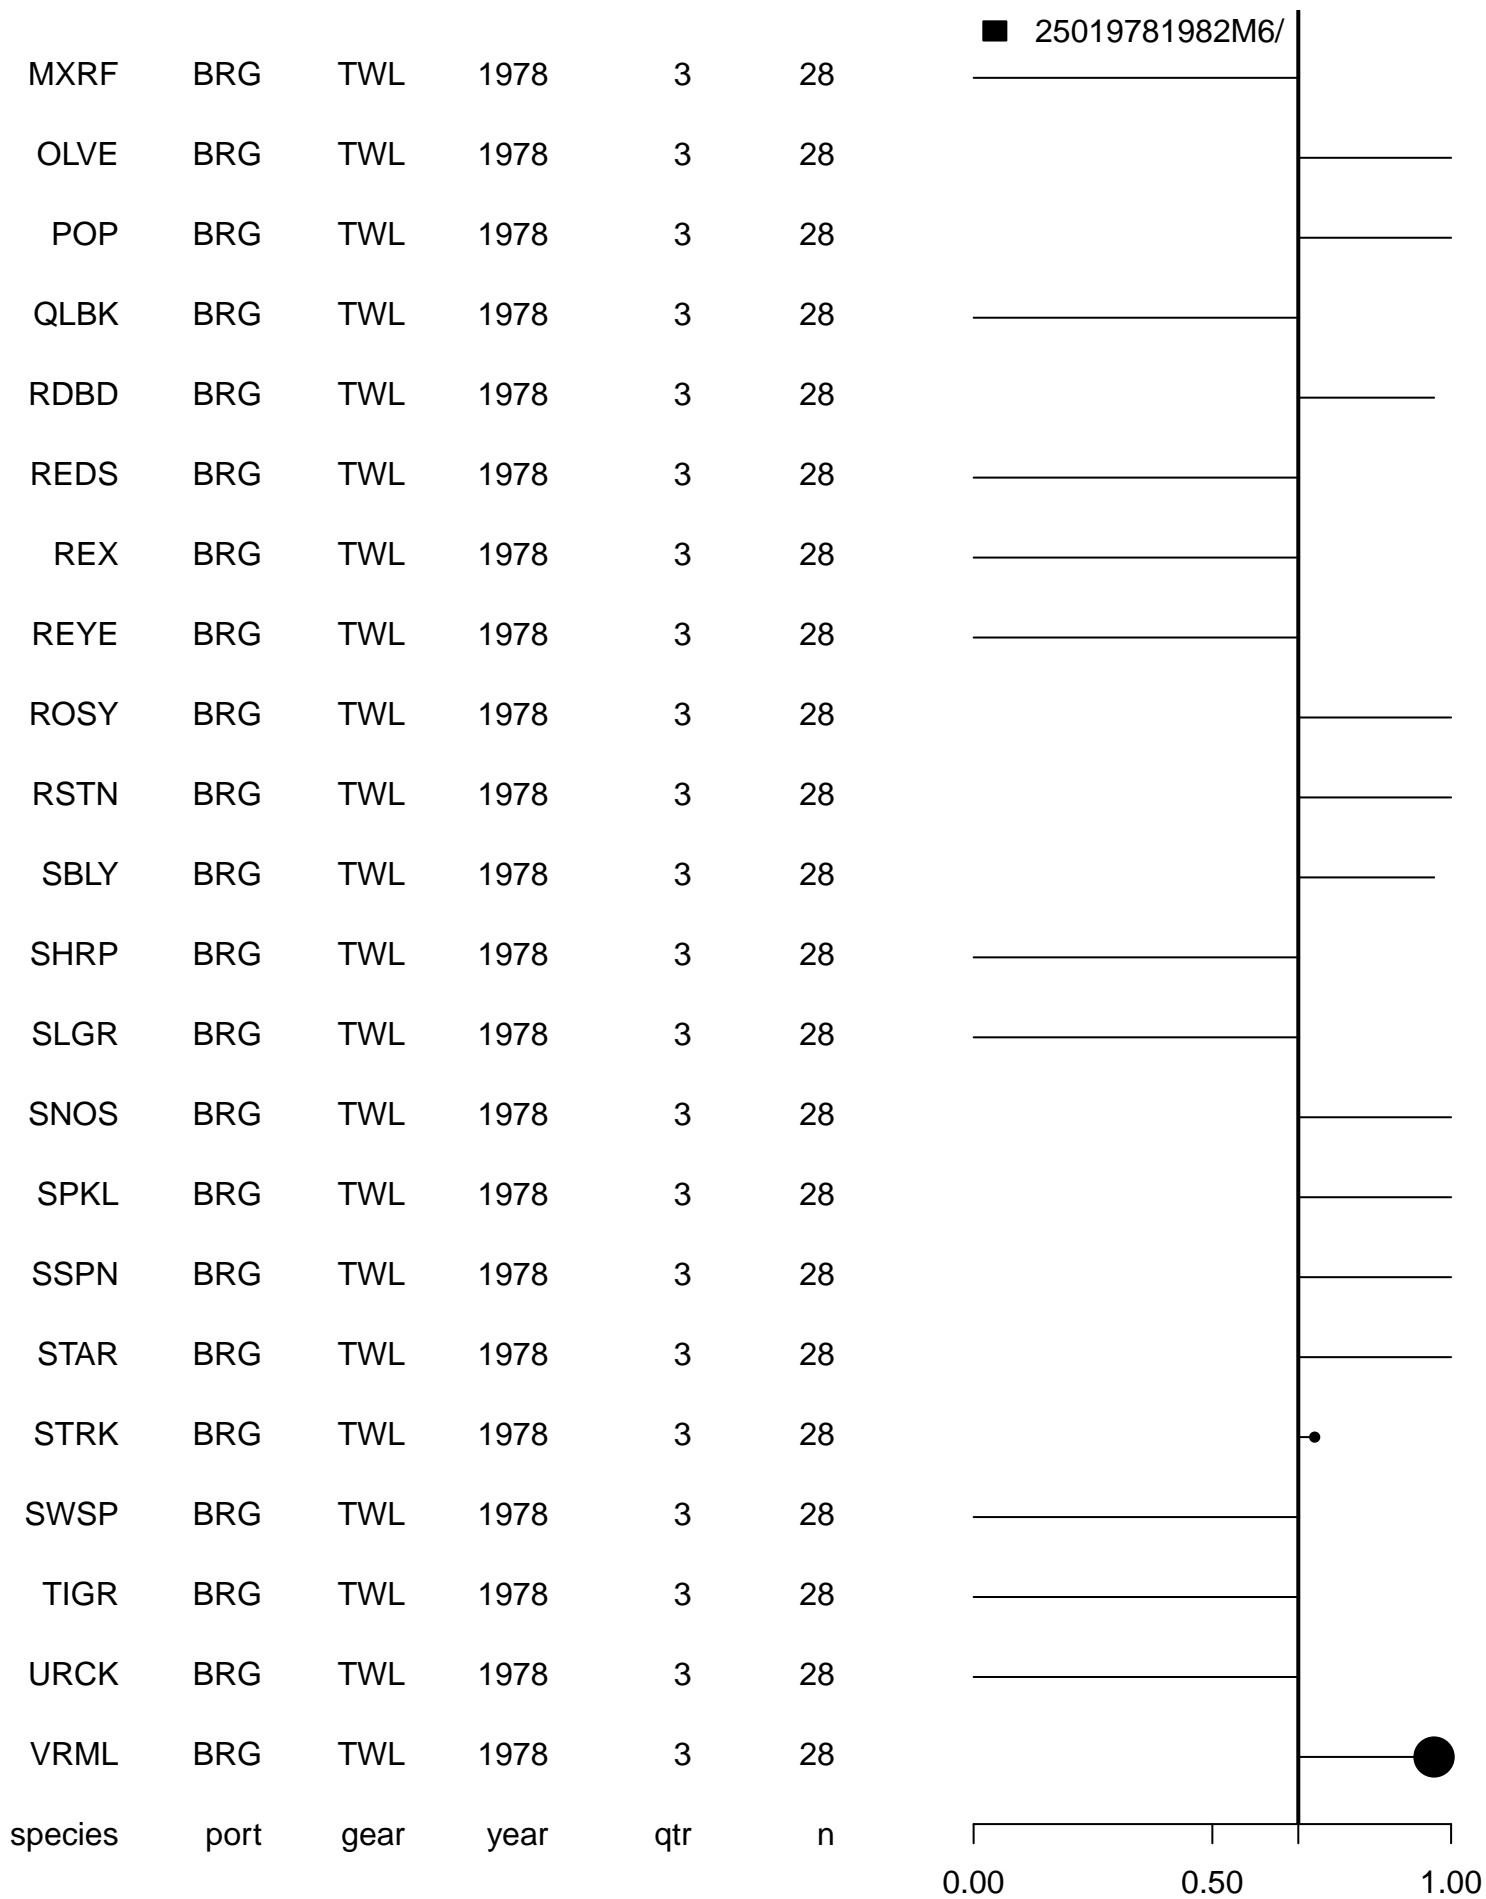 25019781982M6/
MXRF BRG TWL 1978 3 28
OLVE BRG TWL 1978 3 28
POP BRG TWL 1978 3 28
QLBK BRG TWL 1978 3 28
RDBD BRG TWL 1978 3 28
REDS BRG TWL 1978 3 28
REX BRG TWL 1978 3 28
REYE BRG TWL 1978 3 28
ROSY BRG TWL 1978 3 28
RSTN BRG TWL 1978 3 28
SBLY BRG TWL 1978 3 28
SHRP BRG TWL 1978 3 28
SLGR BRG TWL 1978 3 28
SNOS BRG TWL 1978 3 28
SPKL BRG TWL 1978 3 28
SSPN BRG TWL 1978 3 28
STAR BRG TWL 1978 3 28
STRK BRG TWL 1978 3 28
SWSP BRG TWL 1978 3 28
TIGR BRG TWL 1978 3 28
URCK BRG TWL 1978 3 28
VRML BRG TWL 1978 3 28
species port gear year qtr n
0.00 0.50 1.00